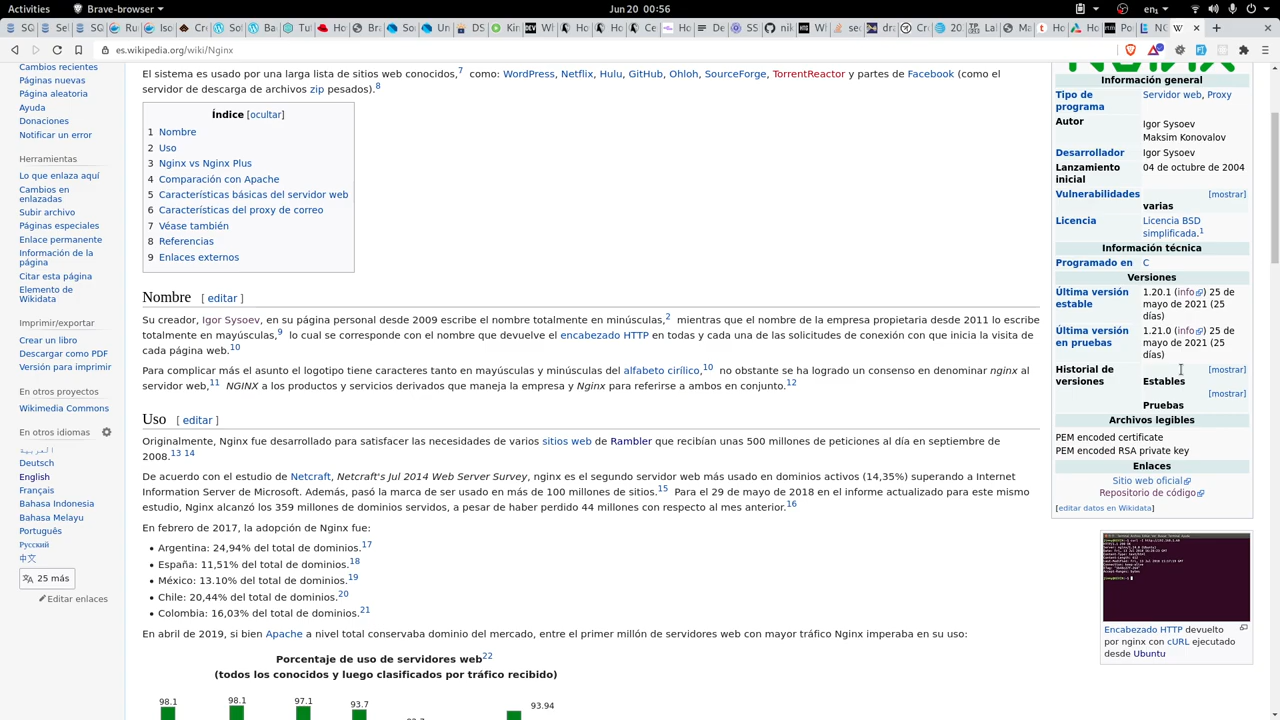 Activities
Brave-browser
Jun 20 00:56
es.wikipedia.org/wiki/Nginx
Cambios recientes
Páginas nuevas
Página aleatoria
Ayuda
Donaciones
Notificar un error
Herramientas
Lo que enlaza aquí
Cambios en
enlazadas
Subir archivo
Páginas especiales
Enlace permanente
Información de la
página
Citar esta página
Elemento de
Wikidata
Imprimir/exportar
Crear un libro
Descargar como PDF
Versión para imprimir
En otros proyectos
Wikimedia Commons
En otros idiomas
العربية
Deutsch
English
Français
Bahasa Indonesia
Bahasa Melayu
Português
Русский
中文
25 más
Editar enlaces
El sistema es usado por una larga lista de sitios web conocidos,7 como: WordPress, Netflix, Hulu, GitHub, Ohloh, SourceForge, TorrentReactor y partes de Facebook (como el
servidor de descarga de archivos zip pesados).8
Índice [ocultar]
1 Nombre
2 Uso
3 Nginx vs Nginx Plus
4 Comparación con Apache
5 Características básicas del servidor web
6 Características del proxy de correo
7 Véase también
8 Referencias
9 Enlaces externos
Nombre [ editar ]
Su creador, Igor Sysoev, en su página personal desde 2009 escribe el nombre totalmente en minúsculas,2 mientras que el nombre de la empresa propietaria desde 2011 lo escribe
totalmente en mayúsculas,9 lo cual se corresponde con el nombre que devuelve el encabezado HTTP en todas y cada una de las solicitudes de conexión con que inicia la visita de
cada página web.10
Para complicar más el asunto el logotipo tiene caracteres tanto en mayúsculas y minúsculas del alfabeto cirílico,10 no obstante se ha logrado un consenso en denominar nginx al
servidor web,11 NGINX a los productos y servicios derivados que maneja la empresa y Nginx para referirse a ambos en conjunto.12
Uso [ editar ]
Originalmente, Nginx fue desarrollado para satisfacer las necesidades de varios sitios web de Rambler que recibían unas 500 millones de peticiones al día en septiembre de
2008.13 14
De acuerdo con el estudio de Netcraft, Netcraft's Jul 2014 Web Server Survey, nginx es el segundo servidor web más usado en dominios activos (14,35%) superando a Internet
Information Server de Microsoft. Además, pasó la marca de ser usado en más de 100 millones de sitios.15 Para el 29 de mayo de 2018 en el informe actualizado para este mismo
estudio, Nginx alcanzó los 359 millones de dominios servidos, a pesar de haber perdido 44 millones con respecto al mes anterior.16
En febrero de 2017, la adopción de Nginx fue:
• Argentina: 24,94% del total de dominios.17
• España: 11,51% del total de dominios.18
• México: 13.10% del total de dominios.19
• Chile: 20,44% del total de dominios.20
• Colombia: 16,03% del total de dominios.21
En abril de 2019, si bien Apache a nivel total conservaba dominio del mercado, entre el primer millón de servidores web con mayor tráfico Nginx imperaba en su uso:
Porcentaje de uso de servidores web22
(todos los conocidos y luego clasificados por tráfico recibido)
98.1 98.1 97.1 93.7 93.94
Información general
Tipo de
programa
Servidor web, Proxy
Autor
Igor Sysoev
Maksim Konovalov
Desarrollador
Igor Sysoev
Lanzamiento
inicial
04 de octubre de 2004
Vulnerabilidades
[mostrar]
varias
Licencia
Licencia BSD
simplificada.1
Información técnica
Programado en C
Versiones
Última versión
estable
1.20.1 (info) 25 de
mayo de 2021 (25
días)
Última versión
en pruebas
1.21.0 (info) 25 de
mayo de 2021 (25
días)
Historial de
versiones
[mostrar]
Estables
[mostrar]
Pruebas
Archivos legibles
PEM encoded certificate
PEM encoded RSA private key
Enlaces
Sitio web oficial
Repositorio de código
[editar datos en Wikidata]
Encabezado HTTP devuelto
por nginx con cURL ejecutado
desde Ubuntu